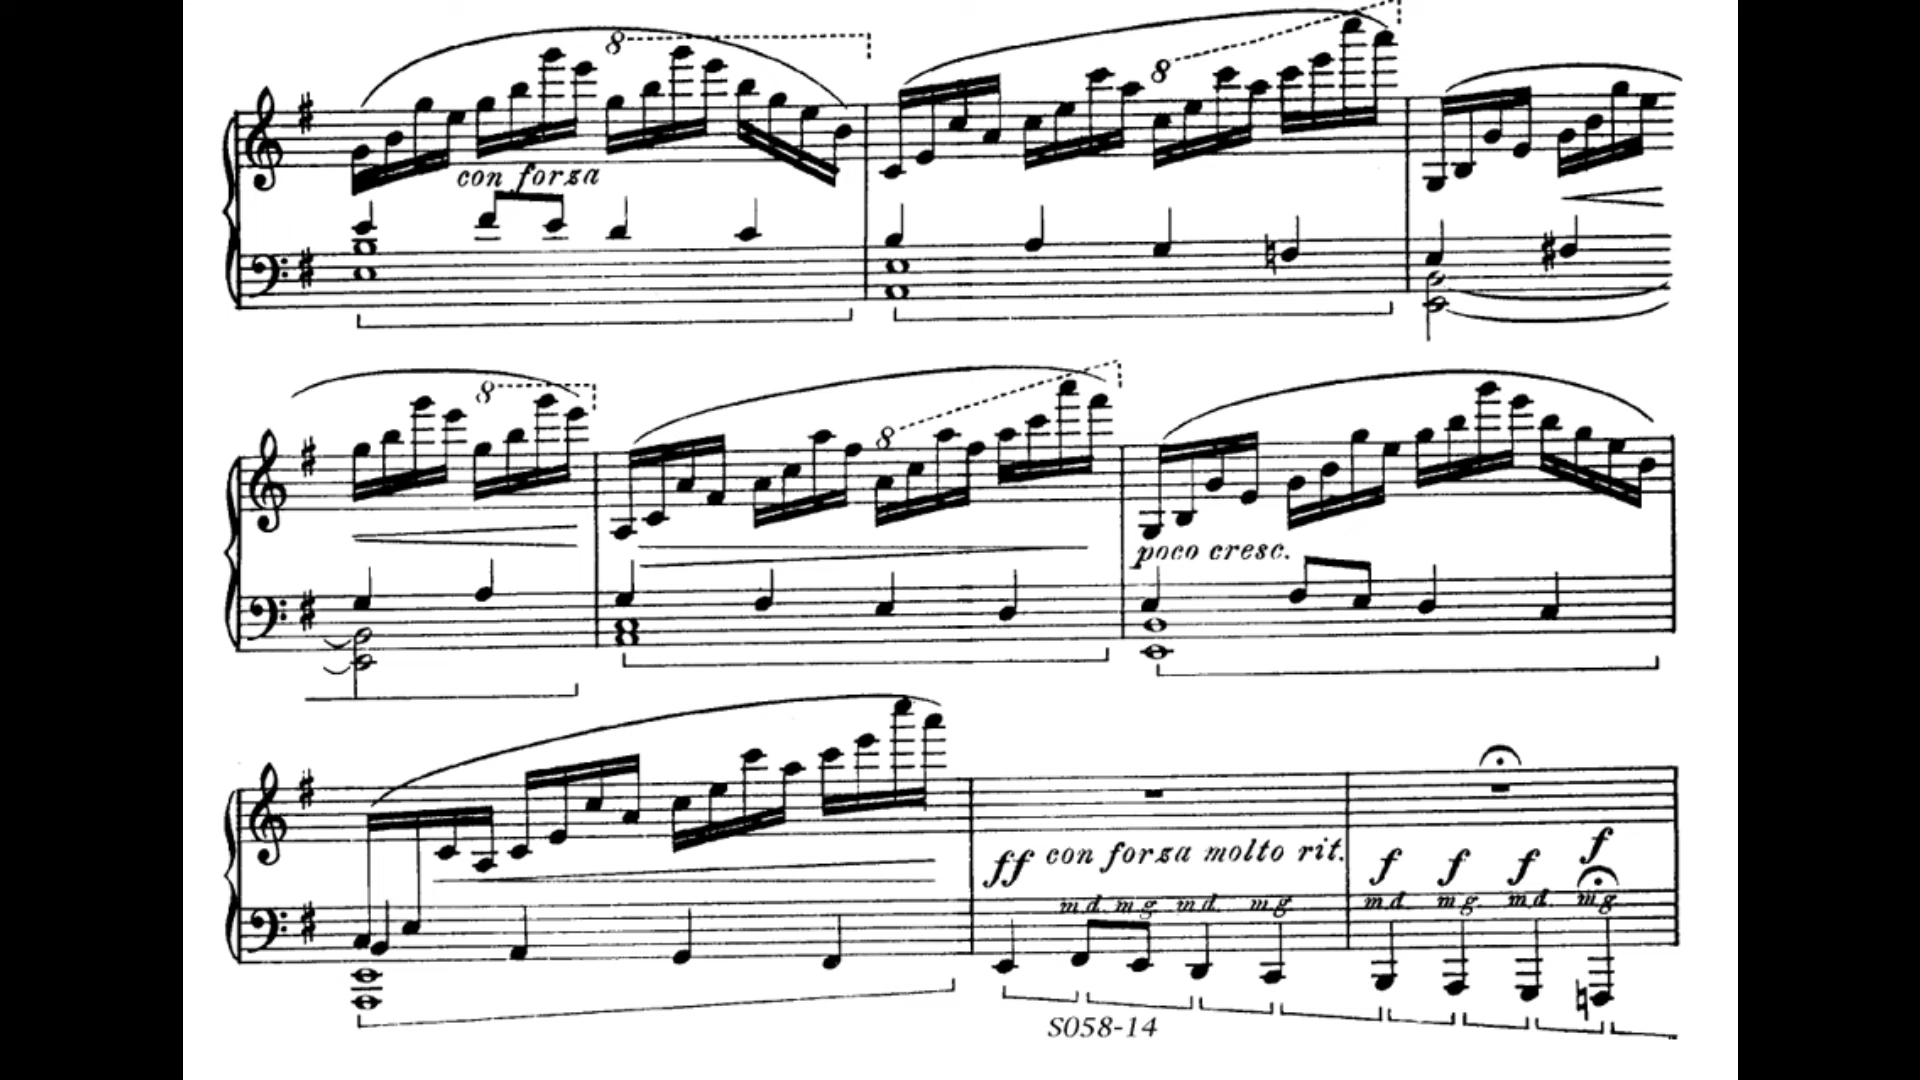 8
8
con forza
8
8
poco cresc.
f
ff con forza molto rit. f f f
m.d. m.g. m.d. m.g. m.d. m.g. m.d. m.g.
S058-14